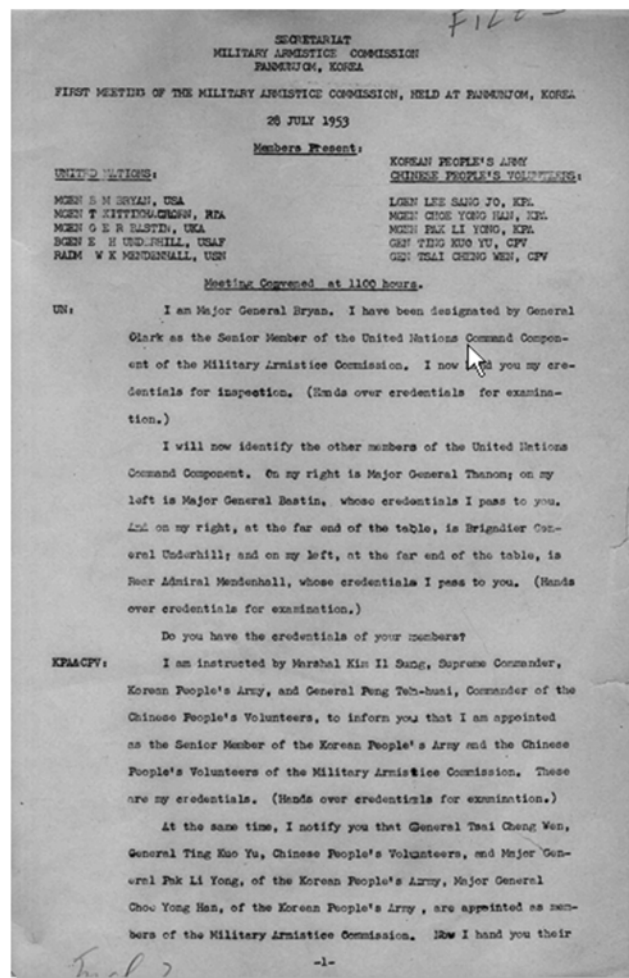 FILE
SECRETARIAT
MILITARY ARMISTICE COMMISSION
PANMUNJOM, KOREA
FIRST MEETING OF THE MILITARY ARMISTICE COMMISSION, HELD AT PANMUNJOM, KOREA
28 JULY 1953
Members Present:
UNITED NATIONS:
MGEN B M BRYAN, USA
MGEN T KITTIKACHORN, RTA
MGEN G E R BASTIN, UKA
BGEN E H UNDERHILL, USAF
RADM W K MENDENHALL, USN
KOREAN PEOPLE'S ARMY
CHINESE PEOPLE'S VOLUNTEERS:
LGEN LEE SANG JO, KPA
MGEN CHOE YONG HAN, KPA
MGEN PAK LI YONG, KPA
GEN TING KUO YU, CPV
GEN TSAI CHENG WEN, CPV
Meeting Convened at 1100 hours.
UN: I am Major General Bryan. I have been designated by General
Clark as the Senior Member of the United Nations Command Compon-
ent of the Military Armistice Commission. I now you my cre-
dentials for inspection. (Hands over credentials for examina-
tion.)
I will now identify the other members of the United Nations
Command Component. On my right is Major General Thanom; on my
left is Major General Bastin, whose credentials I pass to you.
And on my right, at the far end of the table, is Brigadier Gen-
eral Underhill; and on my left, at the far end of the table, is
Rear Admiral Mendenhall, whose credentials I pass to you. (Hands
over credentials for examination.)
Do you have the credentials of your members?
KPA&CPV: I am instructed by Marshal Kim Il Sung, Supreme Commander,
Korean People's Army, and General Peng Teh-huai, Commander of the
Chinese People's Volunteers, to inform you that I am appointed
as the Senior Member of the Korean People's Army and the Chinese
People's Volunteers of the Military Armistice Commission. These
are my credentials. (Hands over credentials for examination.)
At the same time, I notify you that General Tsai Cheng Wen,
General Ting Kuo Yu, Chinese People's Volunteers, and Major Gen-
eral Pak Li Yong, of the Korean People's Army, Major General
Choe Yong Han, of the Korean People's Army, are appointed as mem-
bers of the Military Armistice Commission. Now I hand you their
-1-